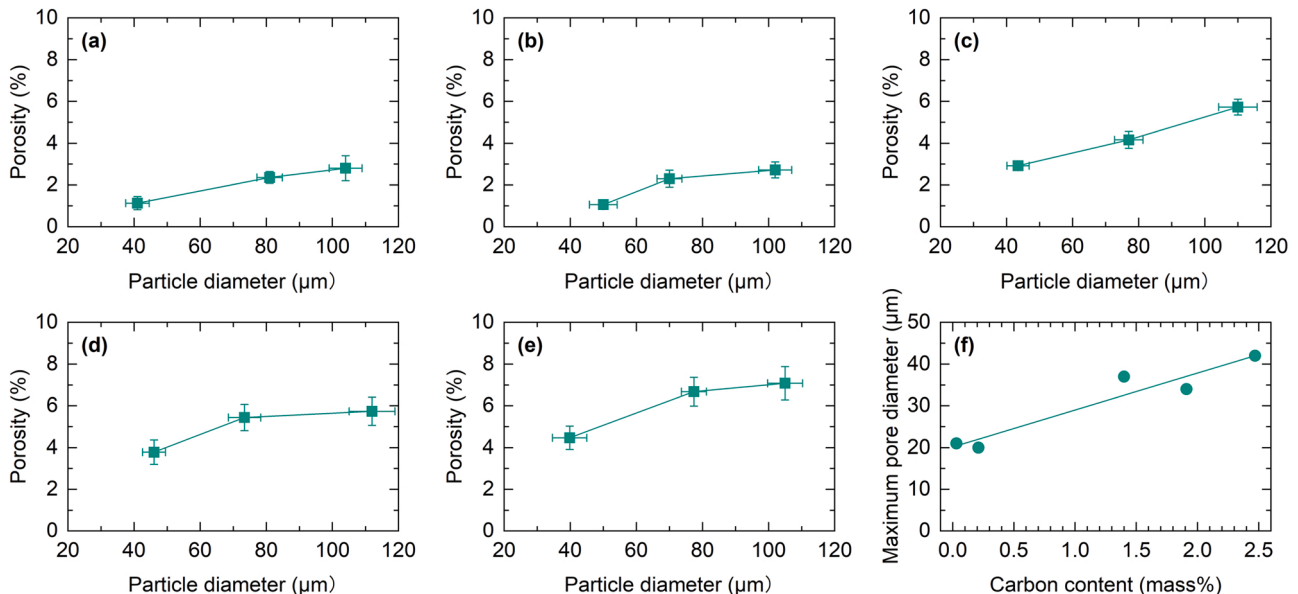 (a)
10
8
6
4
2
0
Porosity (%)
20 40 60 80 100 120
Particle diameter (µm)
(b)
10
8
6
4
2
0
Porosity (%)
20 40 60 80 100 120
Particle diameter (µm)
(c)
10
8
6
4
2
0
Porosity (%)
20 40 60 80 100 120
Particle diameter (µm)
(d)
10
8
6
4
2
0
Porosity (%)
20 40 60 80 100 120
Particle diameter (µm)
(e)
10
8
6
4
2
0
Porosity (%)
20 40 60 80 100 120
Particle diameter (µm)
(f)
50
40
30
20
10
0
Maximum pore diameter (µm)
0.0 0.5 1.0 1.5 2.0 2.5
Carbon content (mass%)